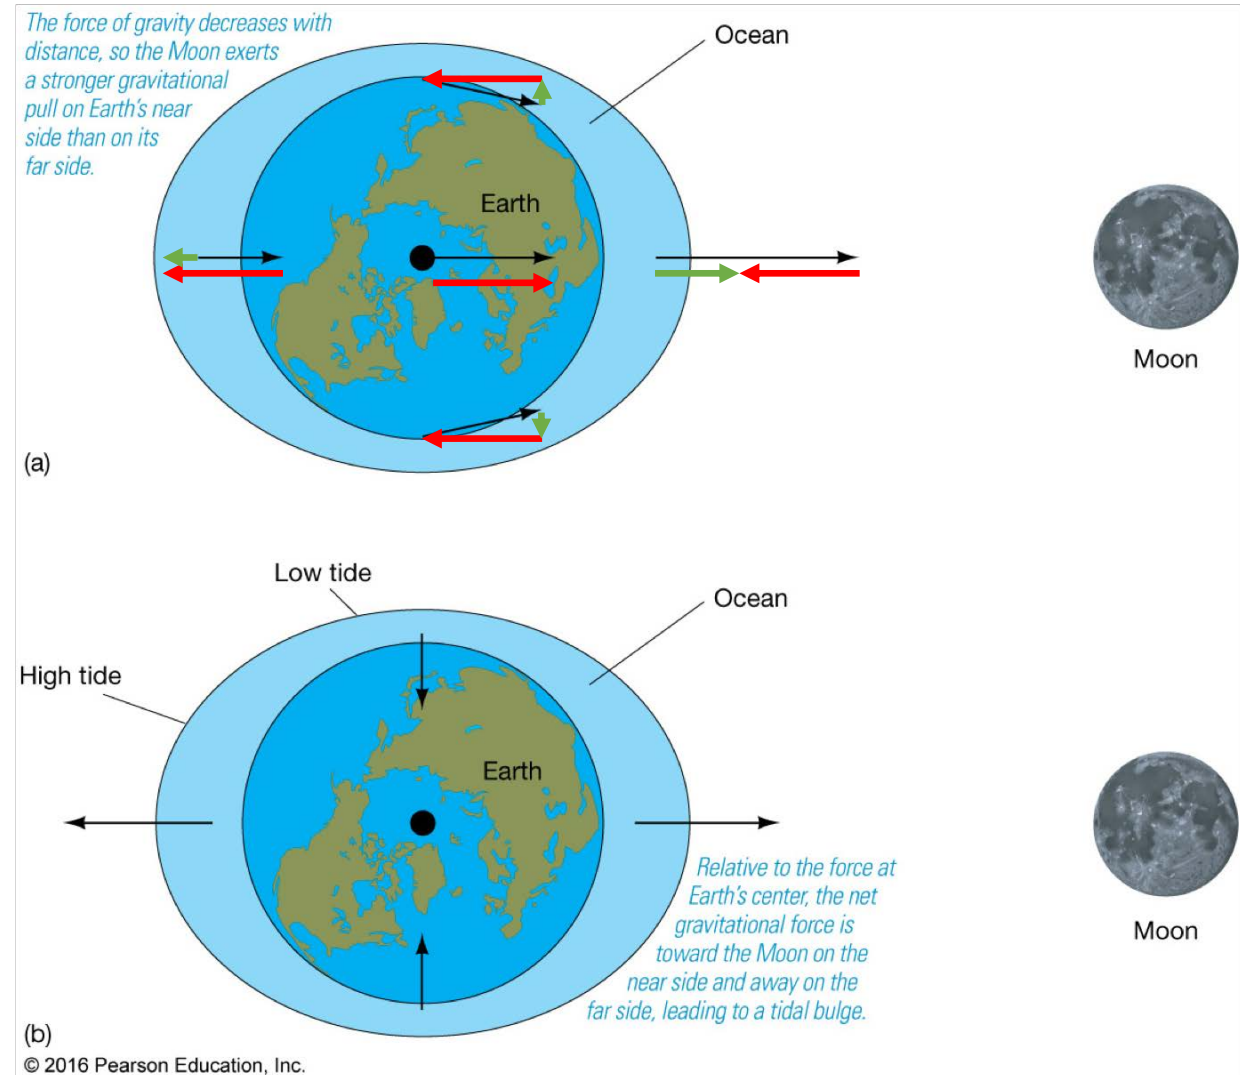 The force of gravity decreases with
distance, so the Moon exerts
a stronger gravitational
pull on Earth's near
side than on its
far side.
Ocean
Earth
Moon
(a)
Low tide
High tide
Ocean
Earth
Relative to the force at
Earth's center, the net
gravitational force is
toward the Moon on the
near side and away on the
far side, leading to a tidal bulge.
Moon
(b)
© 2016 Pearson Education, Inc.